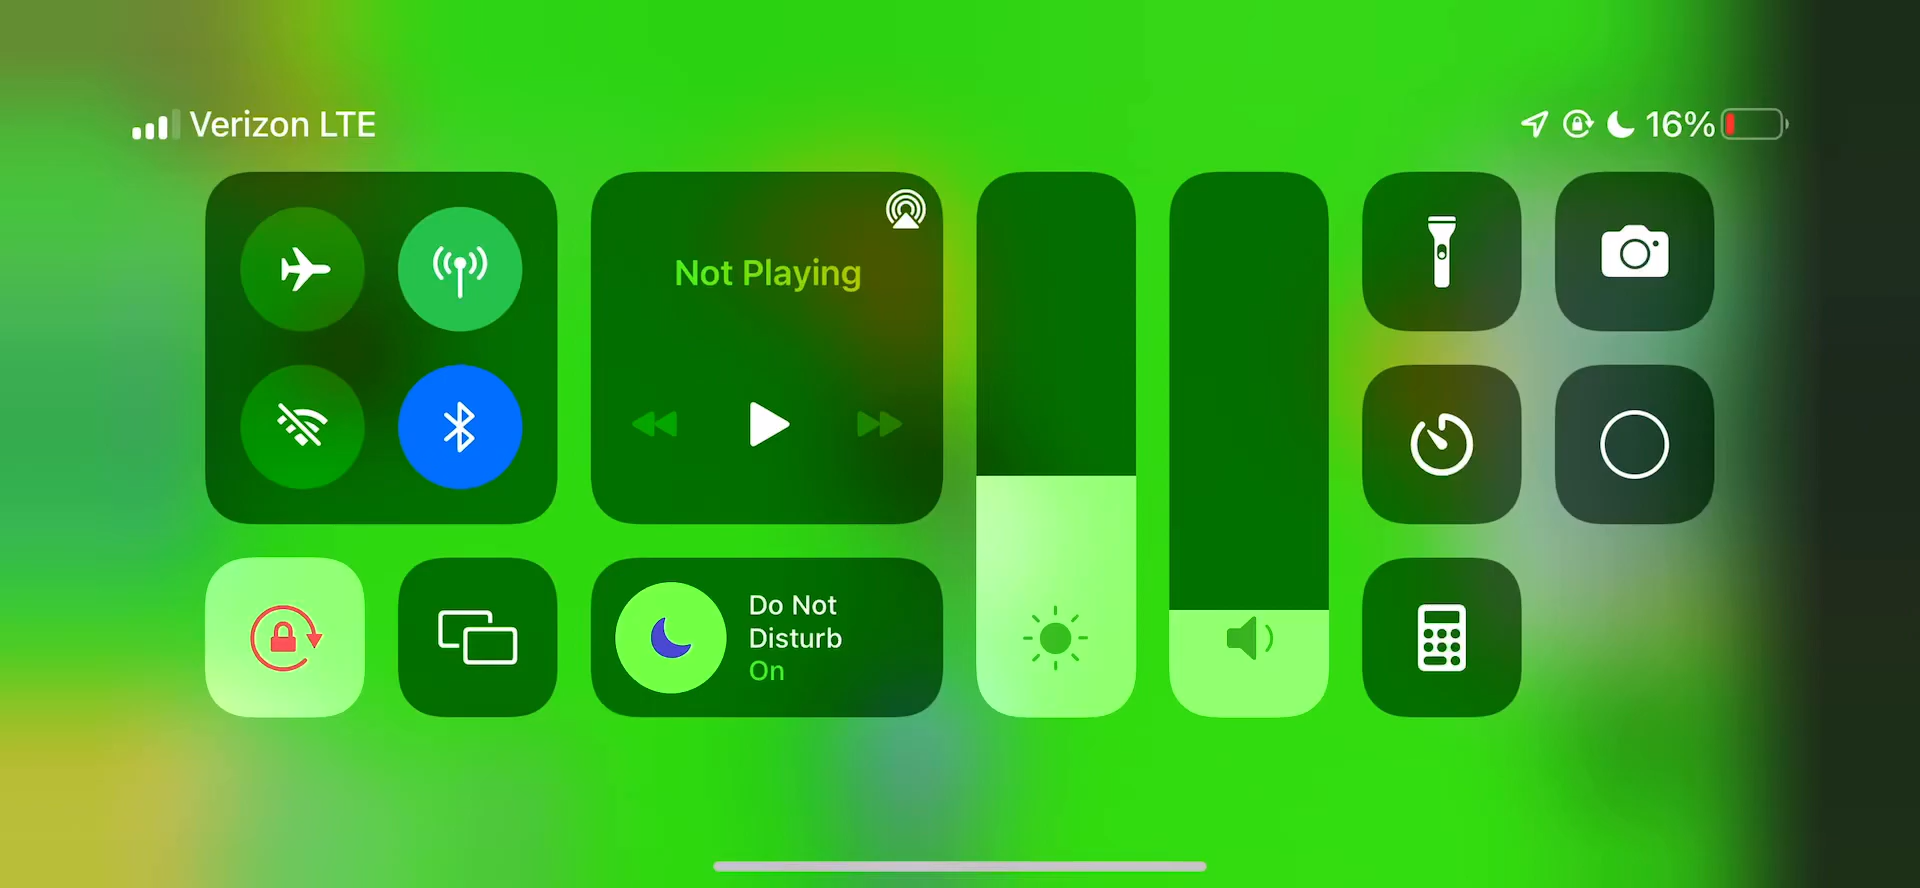 Verizon LTE
16%
Not Playing
Do Not
Disturb
On